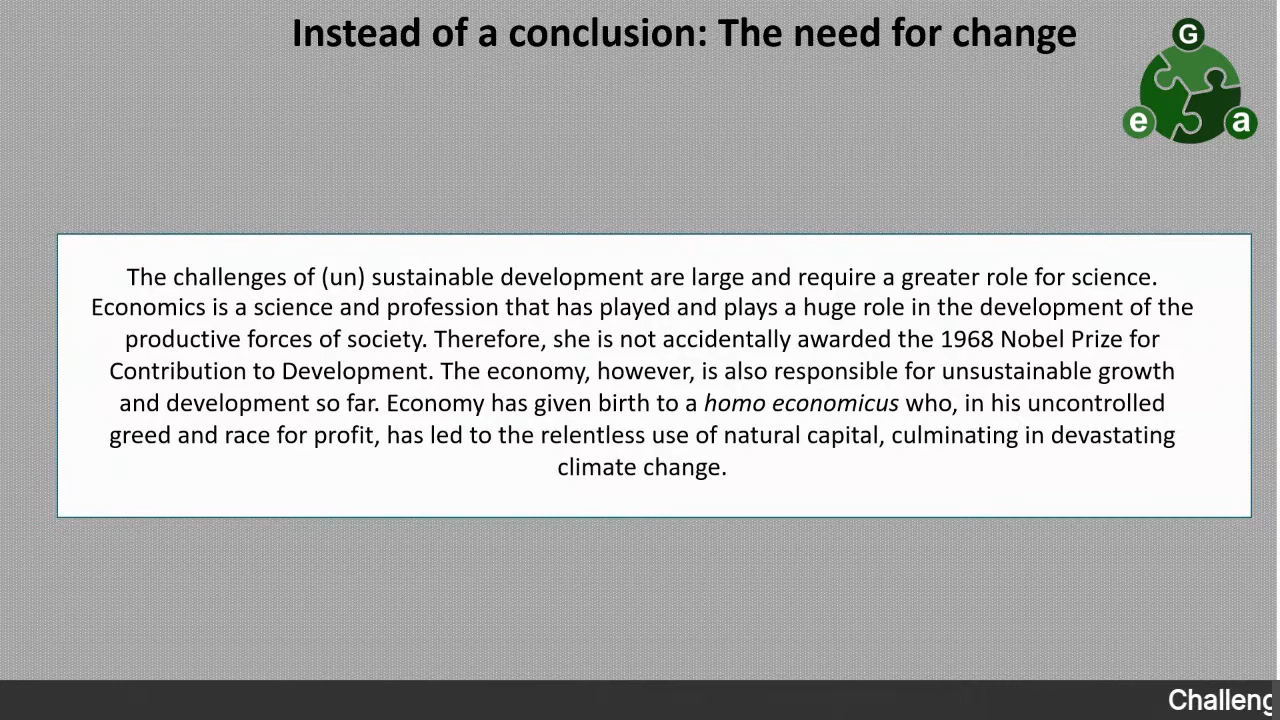 Instead of a conclusion: The need for change
G
e
a
The challenges of (un) sustainable development are large and require a greater role for science.
Economics is a science and profession that has played and plays a huge role in the development of the
productive forces of society. Therefore, she is not accidentally awarded the 1968 Nobel Prize for
Contribution to Development. The economy, however, is also responsible for unsustainable growth
and development so far. Economy has given birth to a homo economicus who, in his uncontrolled
greed and race for profit, has led to the relentless use of natural capital, culminating in devastating
climate change.
Challeng